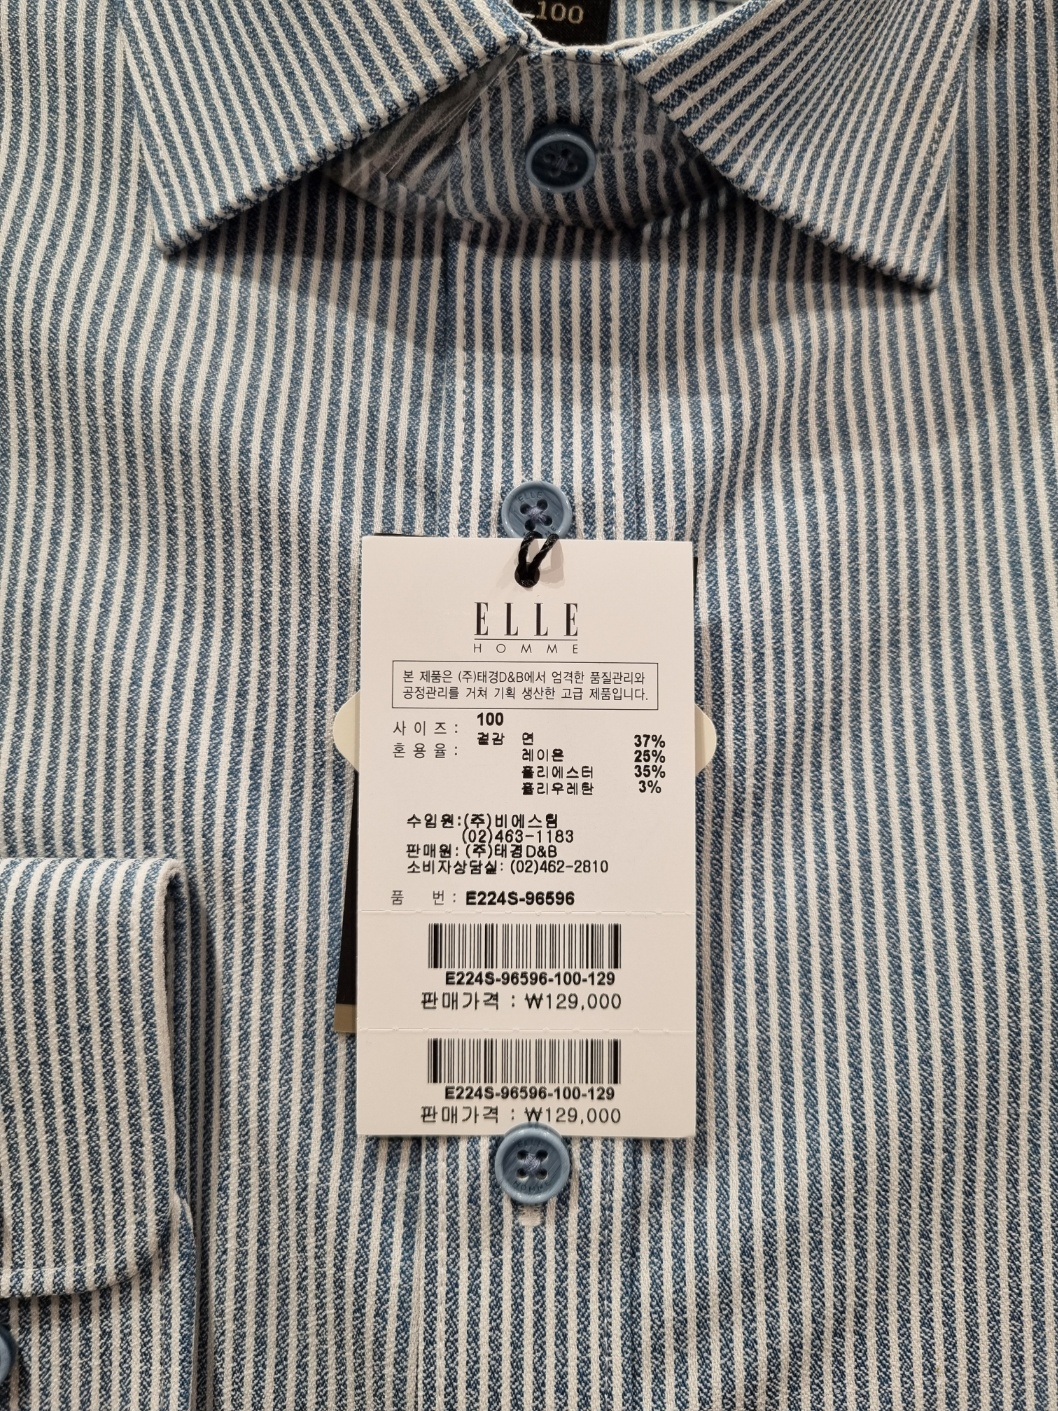 100
ELLE
HOMME
본 제품은 (주)태경D&B에서 엄격한 품질관리와
공정관리를 거쳐 기획 생산한 고급 제품입니다.
사이즈: 100
혼용율: 겉감 면 37%
레이온 25%
폴리에스터 35%
폴리우레탄 3%
수입원:(주)비에스팀
(02)463-1183
판매원: (주)태경D&B
소비자상담실: (02)462-2810
품 번: E224S-96596
E224S-96596-100-129
판매가격 : ₩129,000
E224S-96596-100-129
판매가격 : ₩129,000